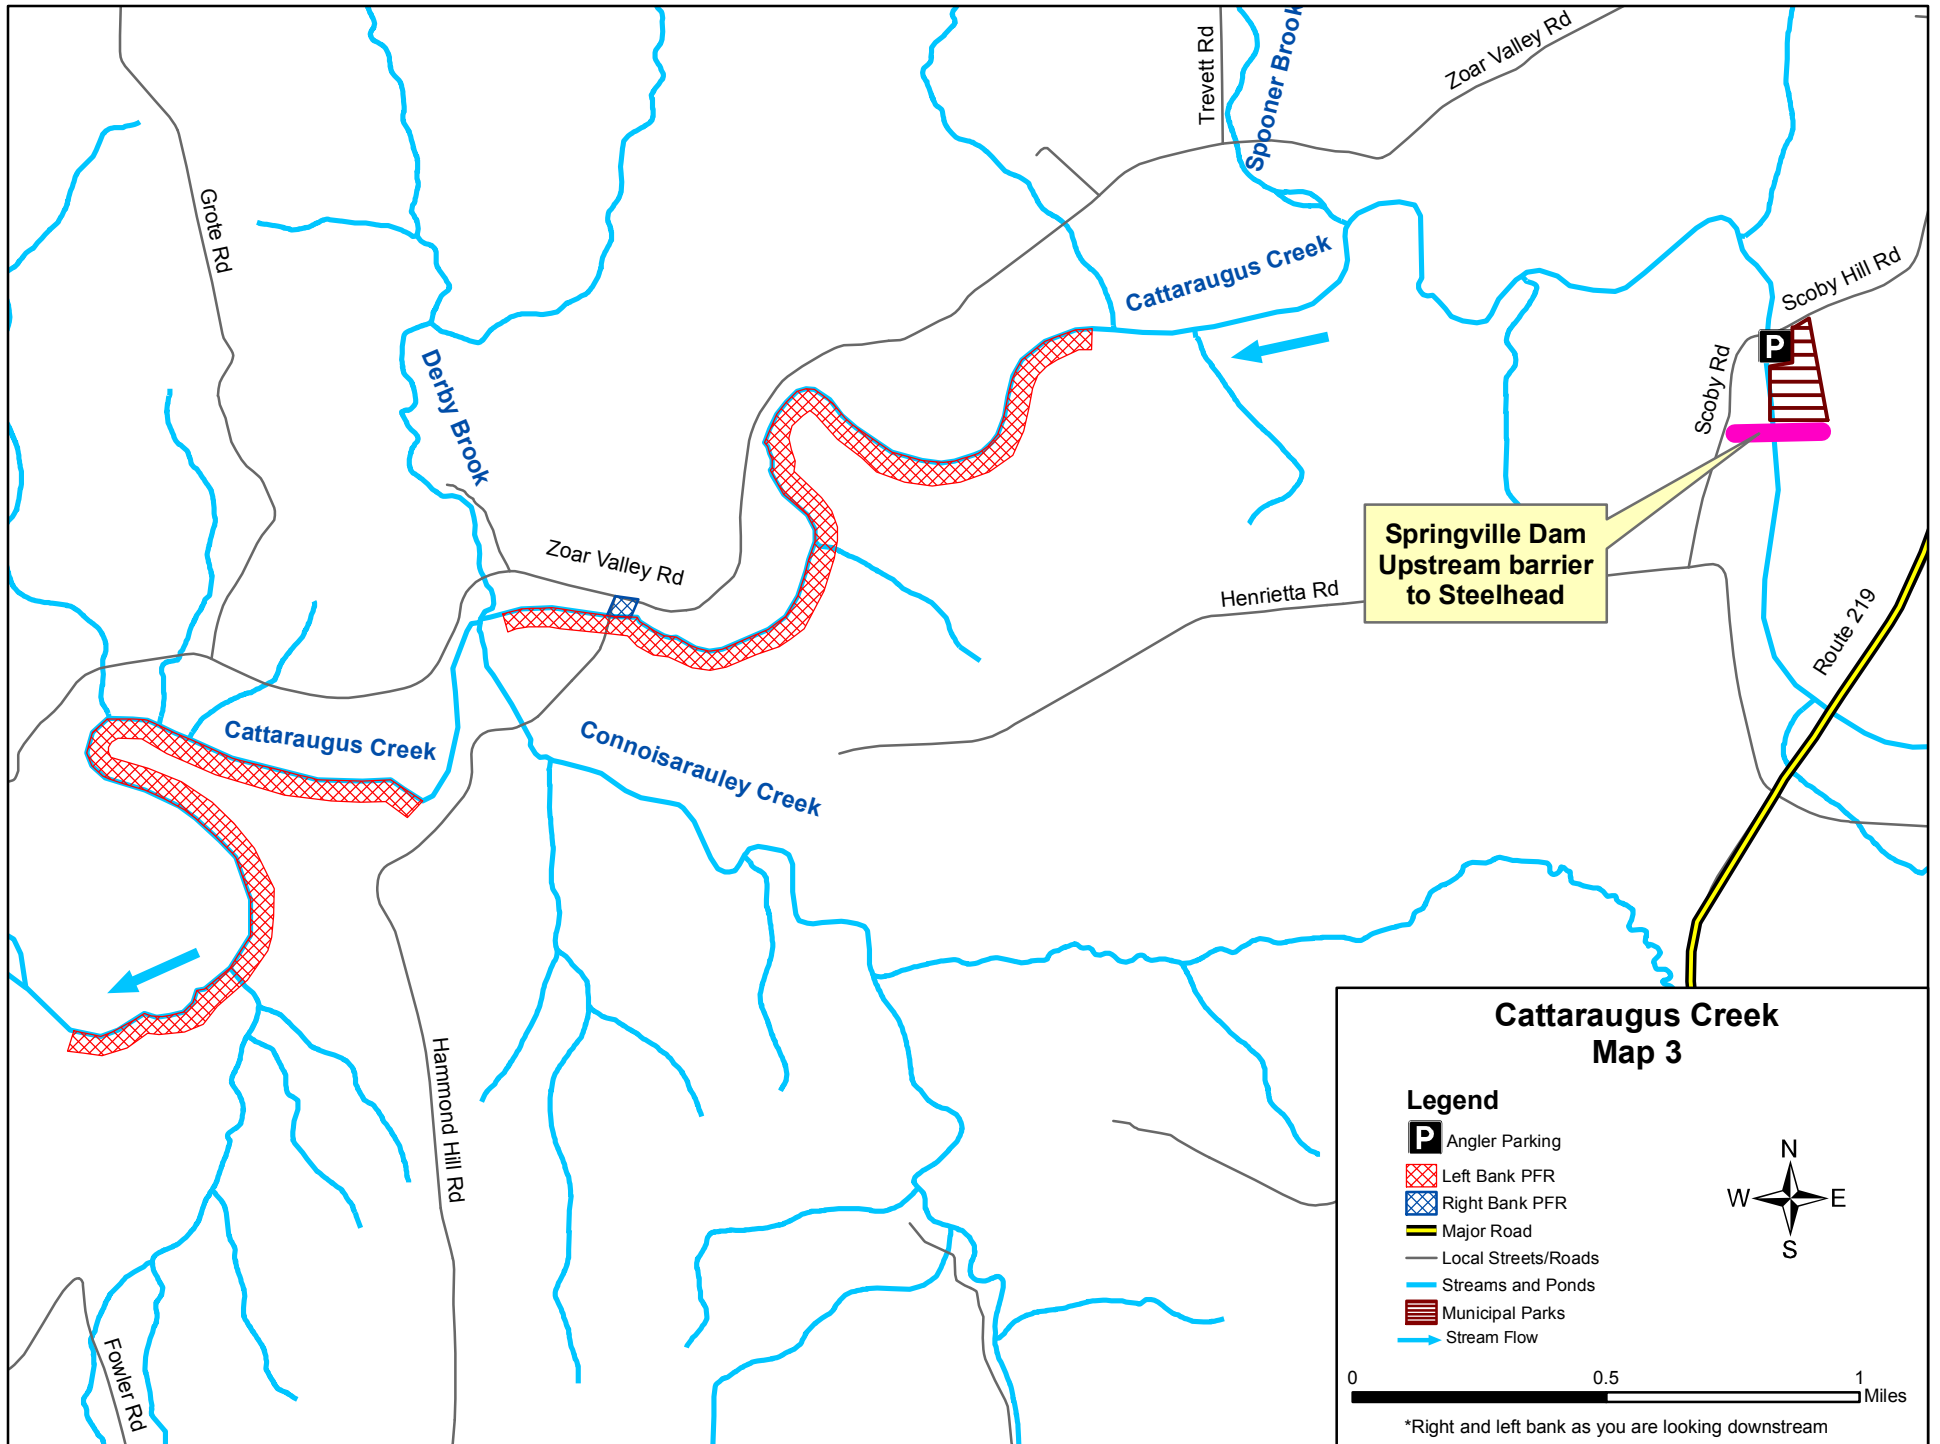 Spooner Brook
Trevett Rd
Zoar Valley Rd
Grote Rd
Cattaraugus Creek
Scoby Hill Rd
P
Scoby Rd
Derby Brook
Springville Dam
Upstream barrier
to Steelhead
Zoar Valley Rd
Henrietta Rd
Route 219
Cattaraugus Creek
Connoisarauley Creek
Hammond Hill Rd
Fowler Rd
Cattaraugus Creek
Map 3
Legend
P Angler Parking
Left Bank PFR
Right Bank PFR
Major Road
Local Streets/Roads
Streams and Ponds
Municipal Parks
Stream Flow
N
W E
S
0 0.5 1
Miles
*Right and left bank as you are looking downstream